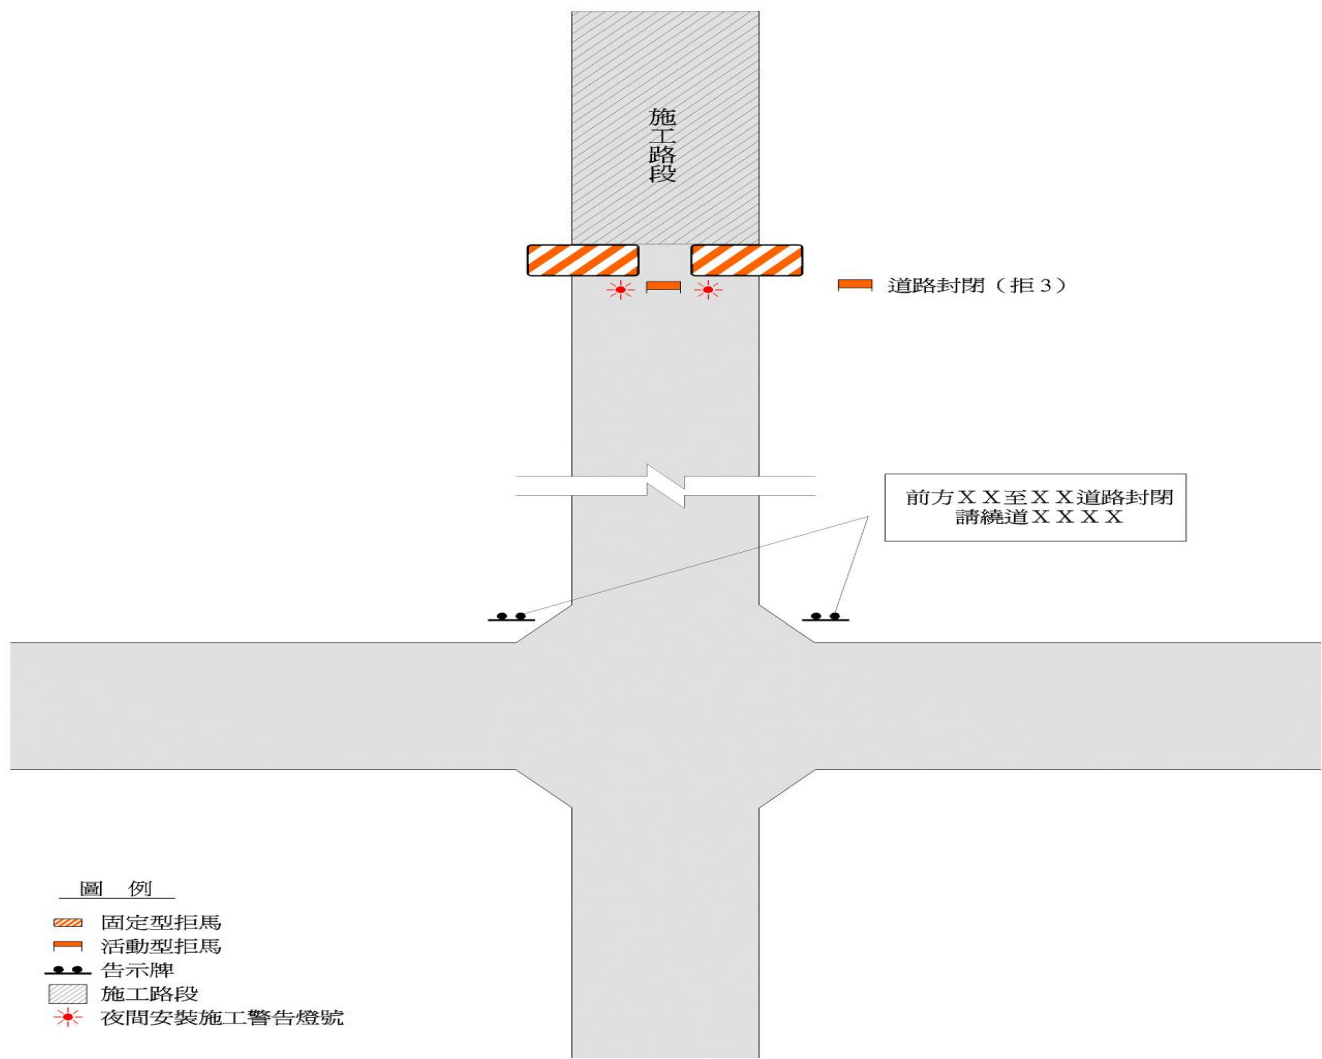 施工路段
道路封閉（拒３）
前方ＸＸ至ＸＸ道路封閉
請繞道ＸＸＸＸ
圖　例
固定型拒馬
活動型拒馬
告示牌
施工路段
夜間安裝施工警告燈號